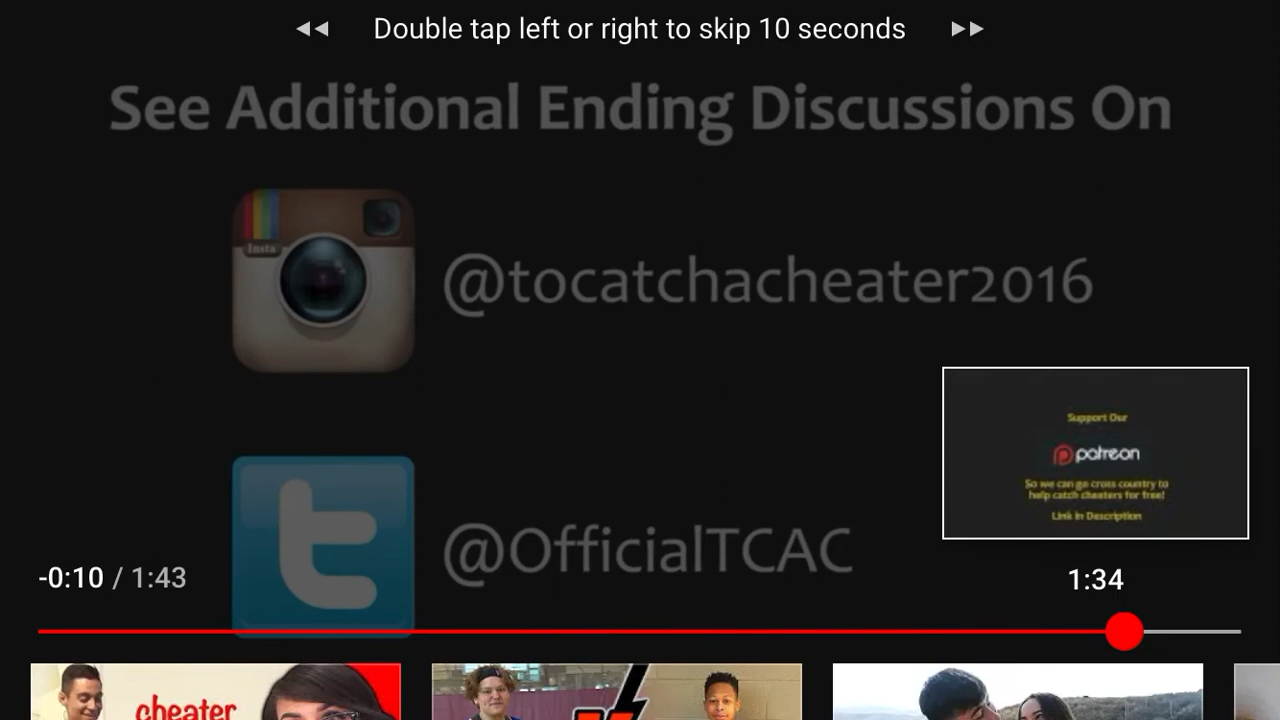 Double tap left or right to skip 10 seconds
See Additional Ending Discussions On
Insta
@tocatchacheater2016
Support Our
patreon
So we can go cross country to
help catch cheaters for free!
Link in Description
@OfficialTCAC
-0:10 / 1:43
1:34
cheater